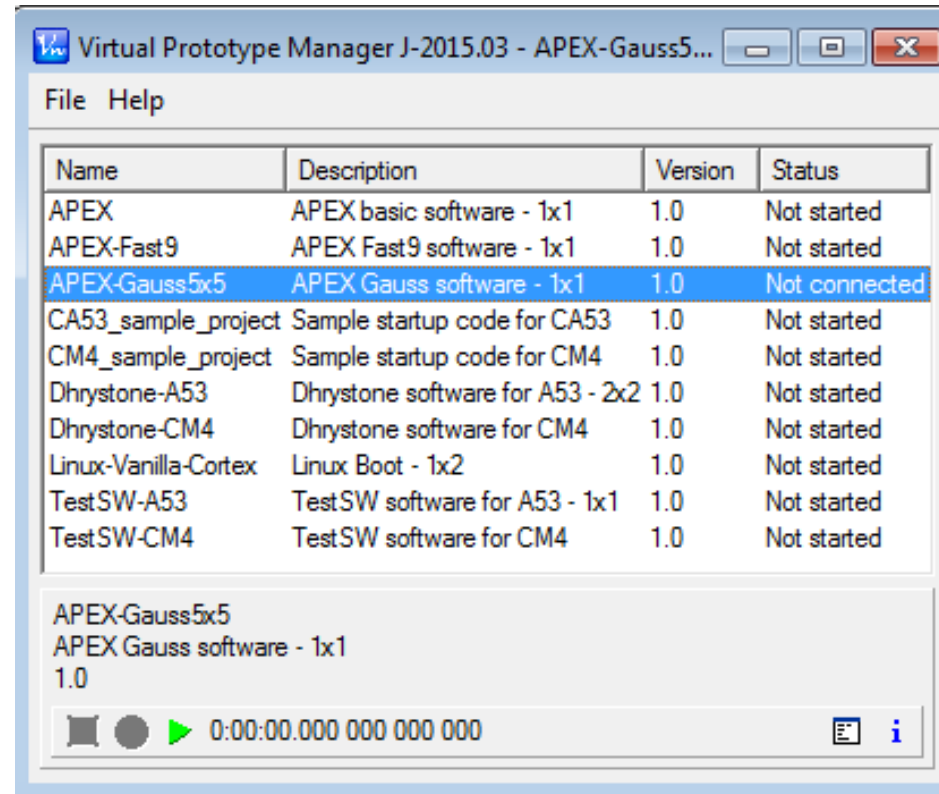 Virtual Prototype Manager J-2015.03 - APEX-Gauss5...
File Help
Name Description Version Status
APEX APEX basic software - 1x1 1.0 Not started
APEX-Fast9 APEX Fast9 software - 1x1 1.0 Not started
APEX-Gauss5x5 APEX Gauss software - 1x1 1.0 Not connected
CA53_sample_project Sample startup code for CA53 1.0 Not started
CM4_sample_project Sample startup code for CM4 1.0 Not started
Dhrystone-A53 Dhrystone software for A53 - 2x2 1.0 Not started
Dhrystone-CM4 Dhrystone software for CM4 1.0 Not started
Linux-Vanilla-Cortex Linux Boot - 1x2 1.0 Not started
TestSW-A53 TestSW software for A53 - 1x1 1.0 Not started
TestSW-CM4 TestSW software for CM4 1.0 Not started
APEX-Gauss5x5
APEX Gauss software - 1x1
1.0
0:00:00.000 000 000 000